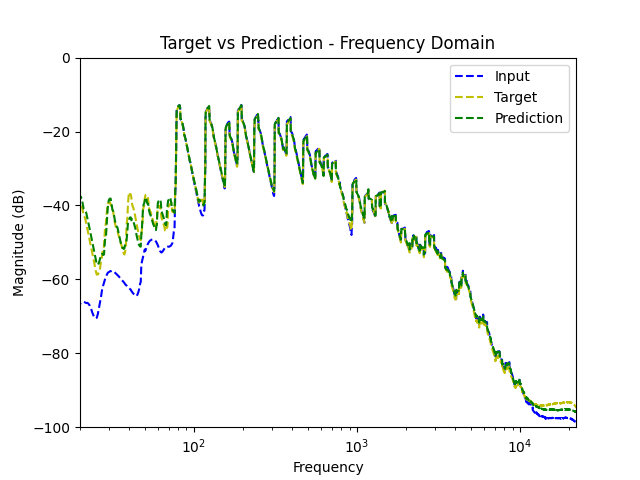 Target vs Prediction - Frequency Domain
Input
Target
Prediction
Magnitude (dB)
0
−20
−40
−60
−80
−100
10²
10³
10⁴
Frequency